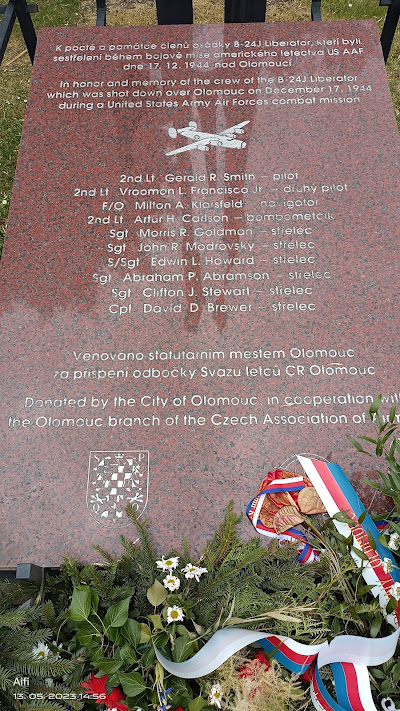 K poctě a památce členů osádky B-24J Liberator, kteří byli
sestřeleni během bojové mise amerického letectva US AAF
dne 17. 12. 1944 nad Olomoucí.
In honor and memory of the crew of the B-24J Liberator
which was shot down over Olomouc on December 17, 1944
during a United States Army Air Forces combat mission
2nd Lt Gerald R. Smith – pilot
2nd Lt Vrooman L. Francisco Jr. – druhý pilot
F/O Milton A. Klarsfeld – navigátor
2nd Lt Artur H. Carlson – bombometčík
Sgt Morris R. Goldman – střelec
Sgt John R. Modrovsky – střelec
S/Sgt Edwin L. Howard – střelec
Sgt Abraham P. Abramson – střelec
Sgt Clifton J. Stewart – střelec
Cpl David D. Brewer – střelec
Věnováno statutárním městem Olomouc
za přispění odbočky Svazu letců ČR Olomouc
Donated by the City of Olomouc, in cooperation with
the Olomouc branch of the Czech Association of
Aifi
13. 05. 2023 14:56